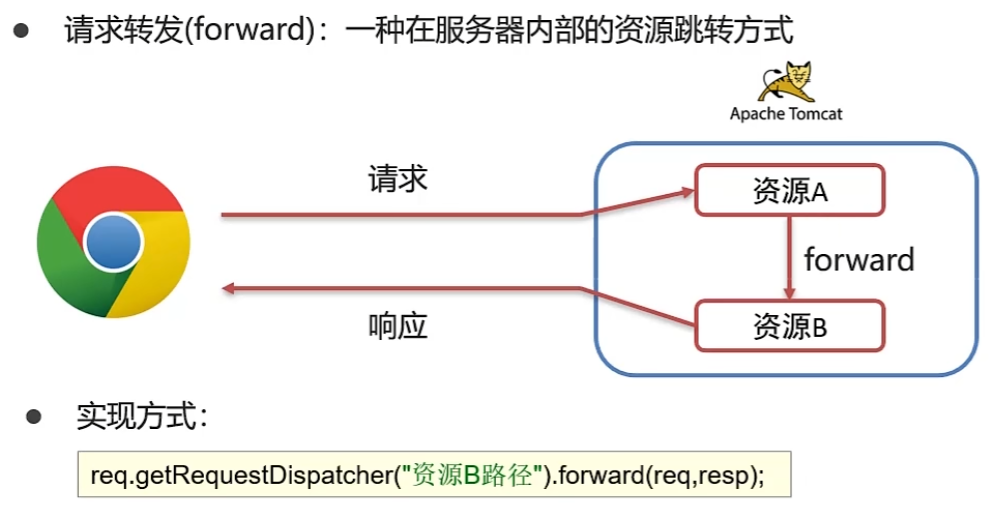 ● 请求转发(forward)：一种在服务器内部的资源跳转方式
Apache Tomcat
请求
资源A
forward
资源B
响应
● 实现方式：
req.getRequestDispatcher("资源B路径").forward(req,resp);